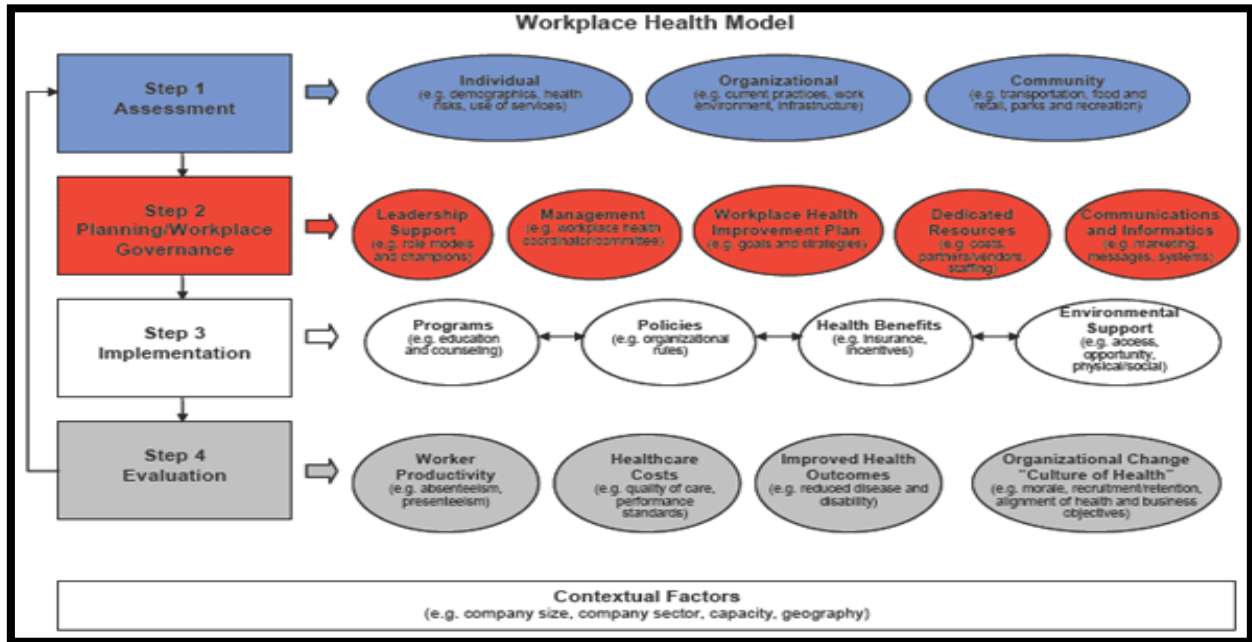 Workplace Health Model
Step 1
Assessment
Individual
(e.g. demographics, health
risks, use of services)
Organizational
(e.g. current practices, work
environment, infrastructure)
Community
(e.g. transportation, food and
retail, parks and recreation)
Step 2
Planning/Workplace
Governance
Leadership
Support
(e.g. role models
and champions)
Management
(e.g. workplace health
coordinator/committee)
Workplace Health
Improvement Plan
(e.g. goals and strategies)
Dedicated
Resources
(e.g. costs,
partners/vendors,
staffing)
Communications
and Informatics
(e.g. marketing,
messages, systems)
Step 3
Implementation
Programs
(e.g. education
and counseling)
Policies
(e.g. organizational
rules)
Health Benefits
(e.g. insurance,
incentives)
Environmental
Support
(e.g. access,
opportunity,
physical/social)
Step 4
Evaluation
Worker
Productivity
(e.g. absenteeism,
presenteeism)
Healthcare
Costs
(e.g. quality of care,
performance
standards)
Improved Health
Outcomes
(e.g. reduced disease and
disability)
Organizational Change
"Culture of Health"
(e.g. morale, recruitment/retention,
alignment of health and business
objectives)
Contextual Factors
(e.g. company size, company sector, capacity, geography)